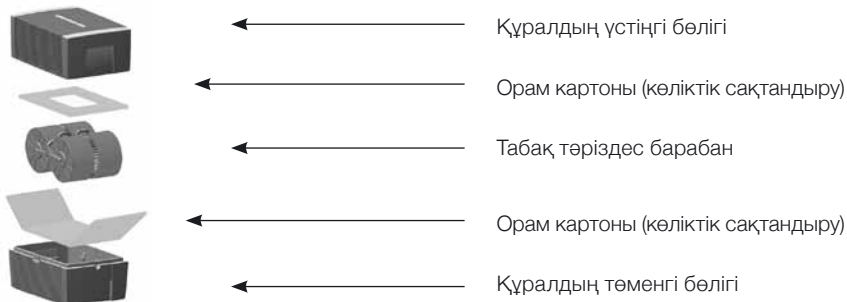 Құралдың үстіңгі бөлігі
Орам картоны (көліктік сақтандыру)
Табақ тәріздес барабан
Орам картоны (көліктік сақтандыру)
Құралдың төменгі бөлігі